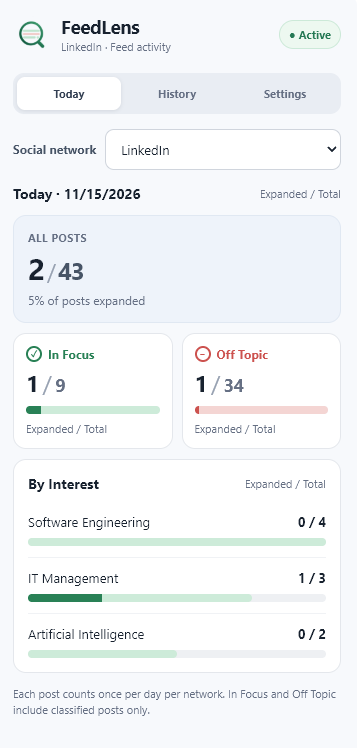 FeedLens
LinkedIn · Feed activity
Active
Today
History
Settings
Social network
LinkedIn
Today · 11/15/2026
Expanded / Total
ALL POSTS
2/43
5% of posts expanded
In Focus
1 / 9
Expanded / Total
Off Topic
1 / 34
Expanded / Total
By Interest
Expanded / Total
Software Engineering
0 / 4
IT Management
1 / 3
Artificial Intelligence
0 / 2
Each post counts once per day per network. In Focus and Off Topic
include classified posts only.